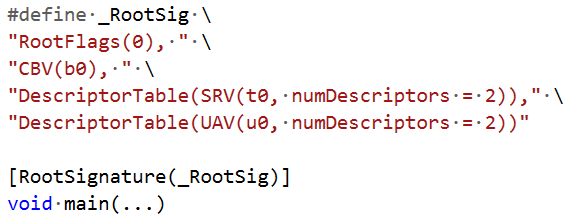 #define _RootSig \
"RootFlags(0), " \
"CBV(b0), " \
"DescriptorTable(SRV(t0, numDescriptors = 2))," \
"DescriptorTable(UAV(u0, numDescriptors = 2))"
[RootSignature(_RootSig)]
void main(...)